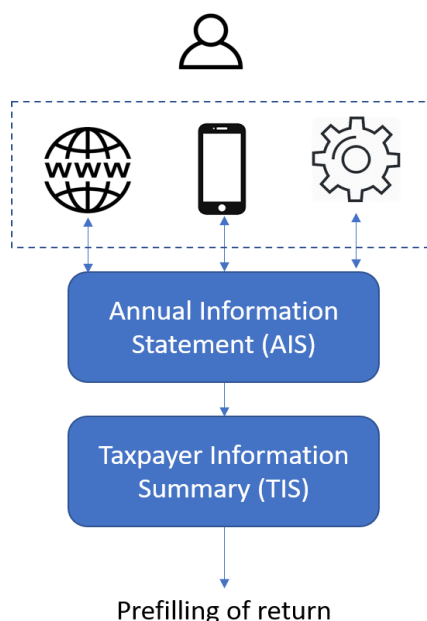 WWW
Annual Information
Statement (AIS)
Taxpayer Information
Summary (TIS)
Prefilling of return